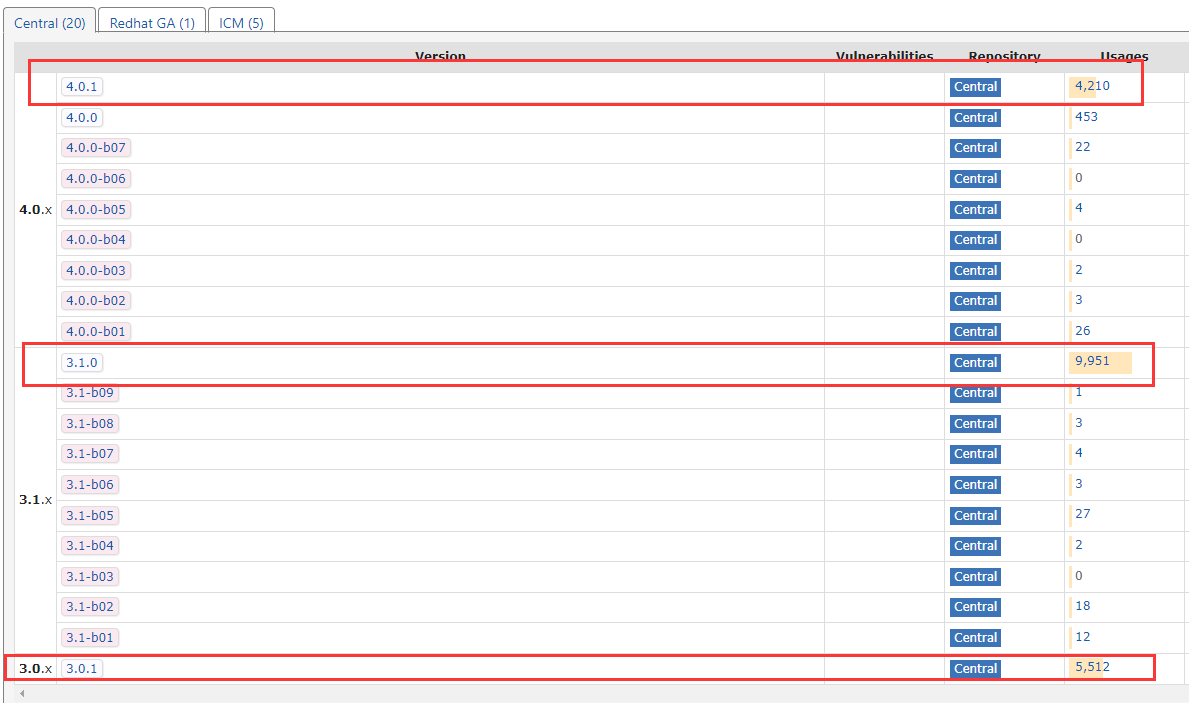 Central (20) Redhat GA (1) ICM (5)
Version Vulnerabilities Repository Usages
4.0.1 Central 4,210
4.0.0 Central 453
4.0.0-b07 Central 22
4.0.0-b06 Central 0
4.0.x 4.0.0-b05 Central 4
4.0.0-b04 Central 0
4.0.0-b03 Central 2
4.0.0-b02 Central 3
4.0.0-b01 Central 26
3.1.0 Central 9,951
3.1-b09 Central 1
3.1-b08 Central 3
3.1-b07 Central 4
3.1-b06 Central 3
3.1.x 3.1-b05 Central 27
3.1-b04 Central 2
3.1-b03 Central 0
3.1-b02 Central 18
3.1-b01 Central 12
3.0.x 3.0.1 Central 5,512